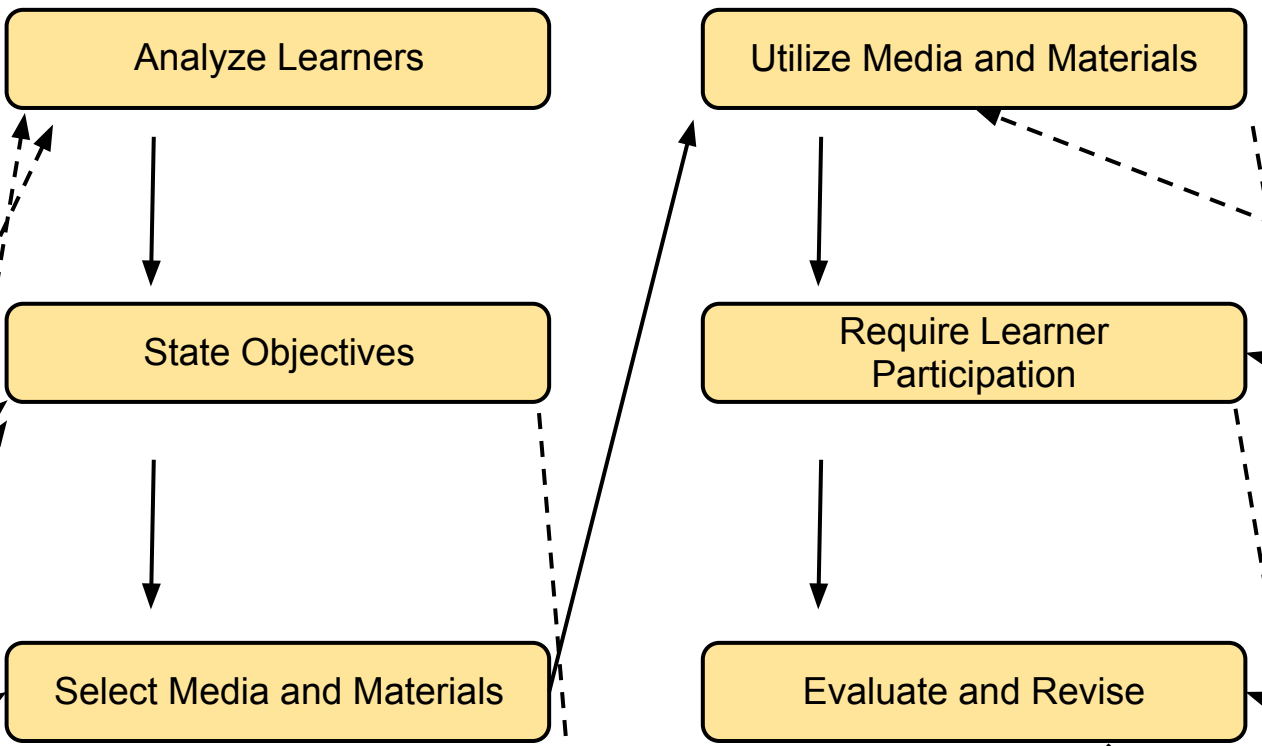 Analyze Learners
State Objectives
Select Media and Materials
Utilize Media and Materials
Require Learner
Participation
Evaluate and Revise